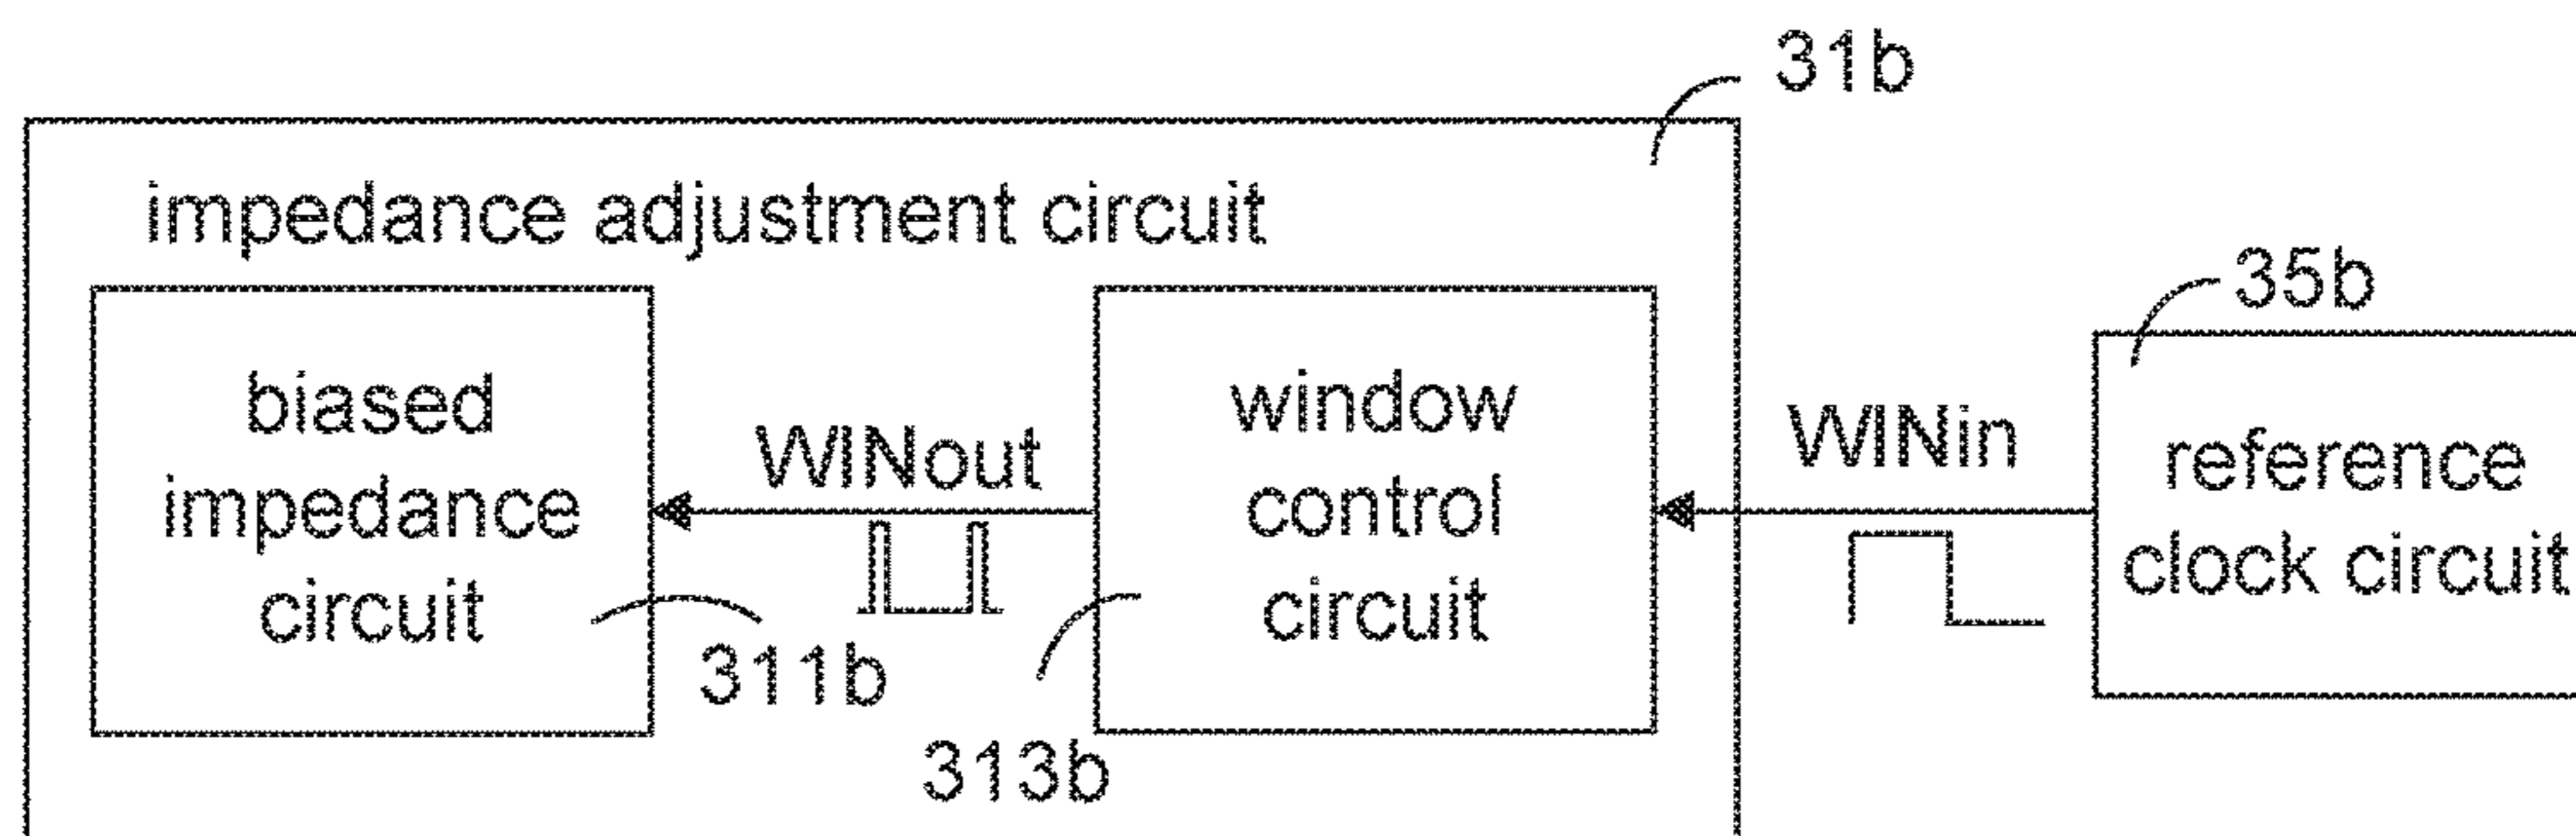 31b
impedance adjustment circuit
35b
biased
impedance
circuit
WINout
window
control
circuit
WINin
reference
clock circuit
311b
313b